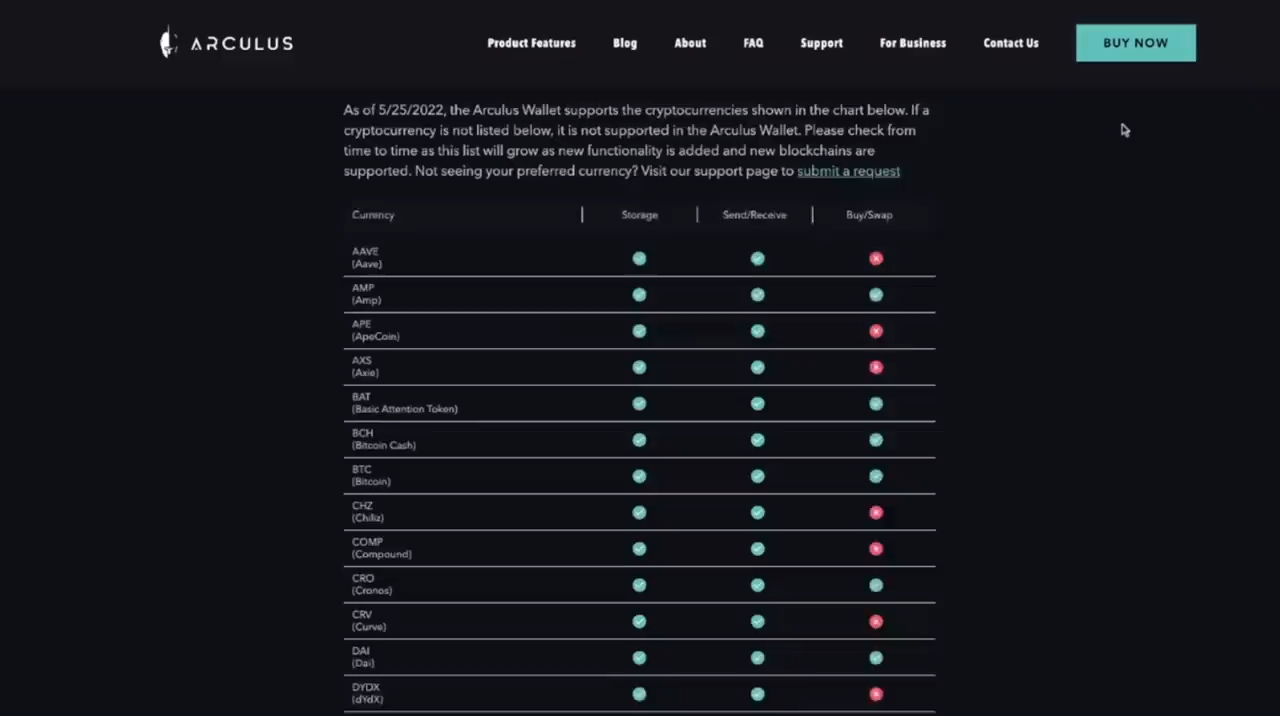 ARCULUS
Product Features
Blog
About
FAQ
Support
For Business
Contact Us
BUY NOW
As of 5/25/2022, the Arculus Wallet supports the cryptocurrencies shown in the chart below. If a
cryptocurrency is not listed below, it is not supported in the Arculus Wallet. Please check from
time to time as this list will grow as new functionality is added and new blockchains are
supported. Not seeing your preferred currency? Visit our support page to submit a request
Currency
Storage
Send/Receive
Buy/Swap
AAVE
(Aave)
AMP
(Amp)
APE
(ApeCoin)
AXS
(Axie)
BAT
(Basic Attention Token)
BCH
(Bitcoin Cash)
BTC
(Bitcoin)
CHZ
(Chiliz)
COMP
(Compound)
CRO
(Cronos)
CRV
(Curve)
DAI
(Dai)
DYDX
(dYdX)